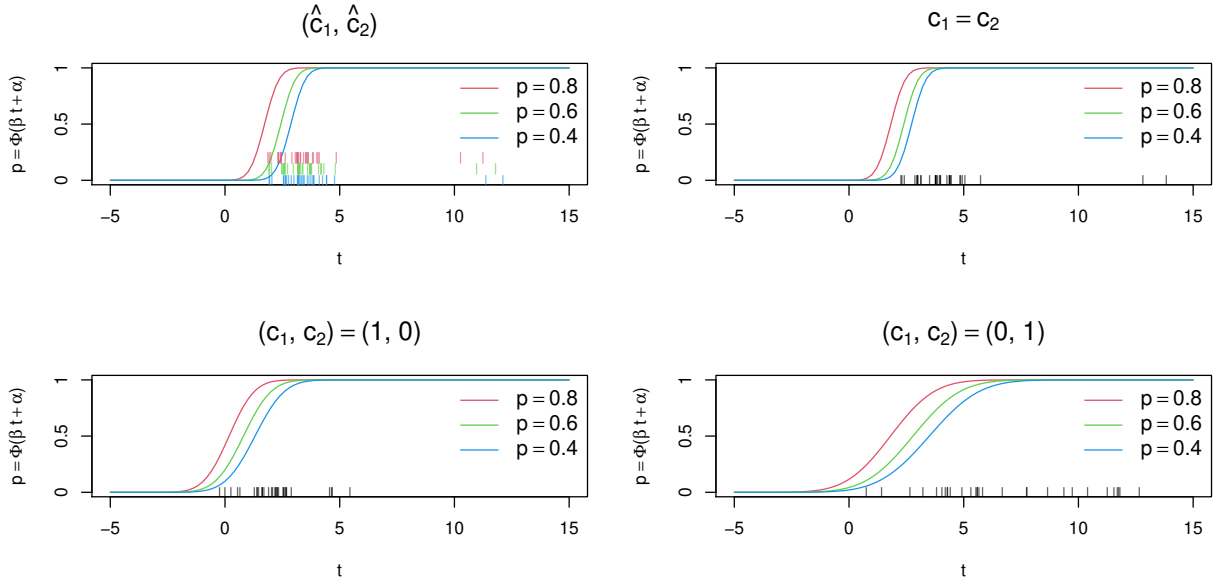 (ĉ₁, ĉ₂)
p = Φ(β t + α)
1
0.5
0
p = 0.8
p = 0.6
p = 0.4
−5 0 5 10 15
t
c₁ = c₂
p = Φ(β t + α)
1
0.5
0
p = 0.8
p = 0.6
p = 0.4
−5 0 5 10 15
t
(c₁, c₂) = (1, 0)
p = Φ(β t + α)
1
0.5
0
p = 0.8
p = 0.6
p = 0.4
−5 0 5 10 15
t
(c₁, c₂) = (0, 1)
p = Φ(β t + α)
1
0.5
0
p = 0.8
p = 0.6
p = 0.4
−5 0 5 10 15
t